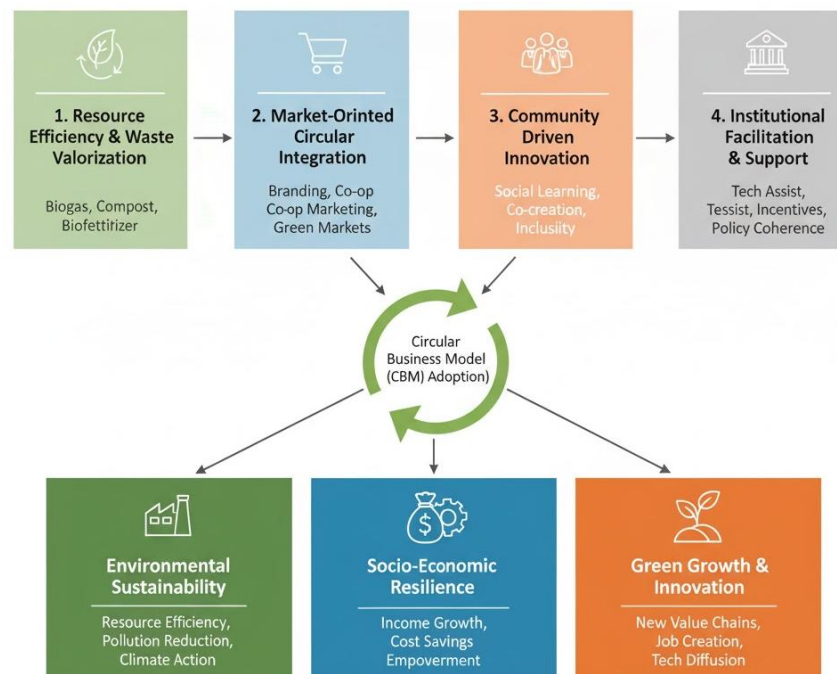 1. Resource
Efficiency & Waste
Valorization
Biogas, Compost,
Biofettirizer
2. Market-Orinted
Circular
Integration
Branding, Co-op
Co-op Marketing,
Green Markets
3. Community
Driven
Innovation
Social Learning,
Co-creation,
Inclusiity
4. Institutional
Facilitation
& Support
Tech Assist,
Tessist, Incentives,
Policy Coherence
Circular
Business Model
(CBM) Adoption)
Environmental
Sustainability
Resource Efficiency,
Pollution Reduction,
Climate Action
$
Socio-Economic
Resilience
Income Growth,
Cost Savings
Empoverment
Green Growth &
Innovation
New Value Chains,
Job Creation,
Tech Diffusion